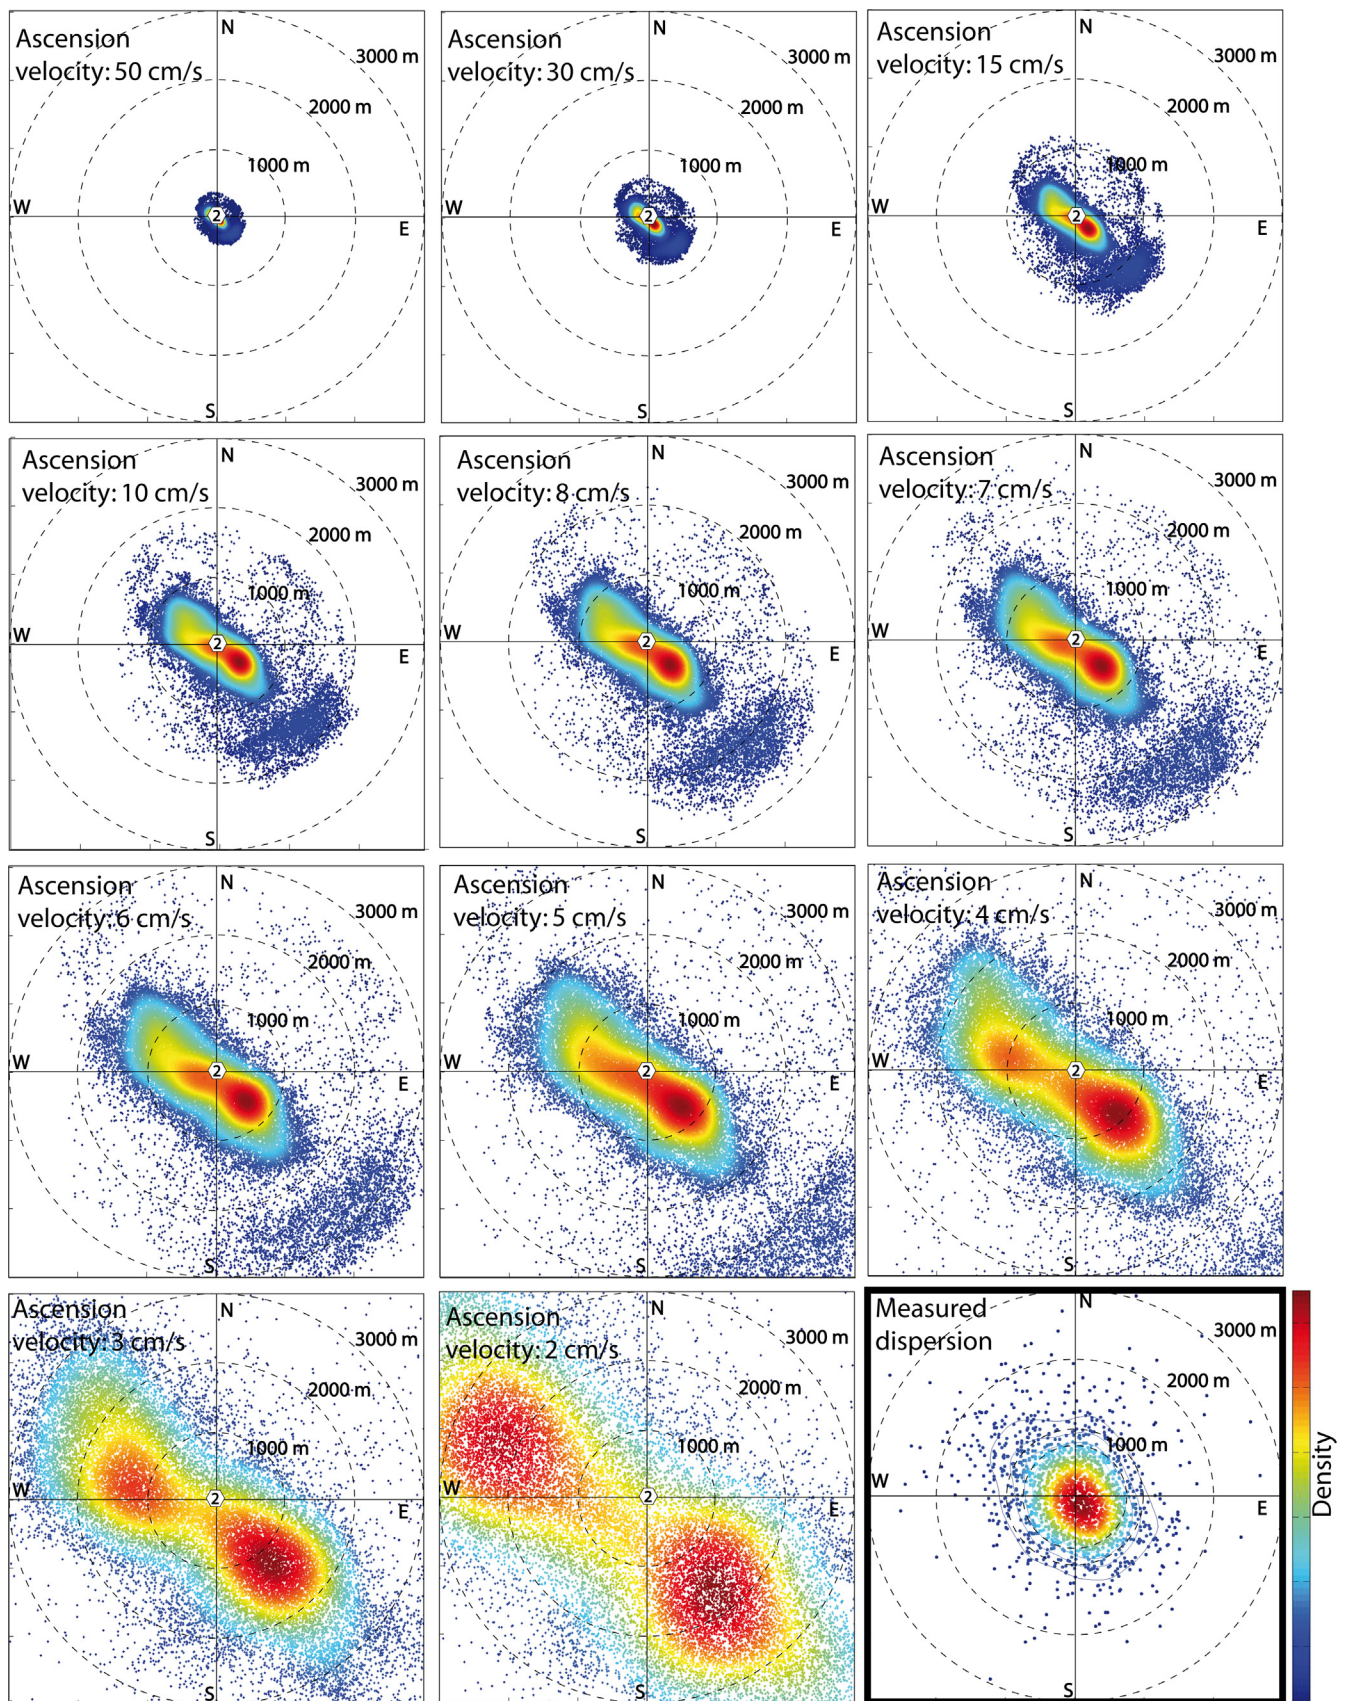 Ascension
velocity: 50 cm/s
N
3000 m
2000 m
1000 m
W
2
E
S
Ascension
velocity: 30 cm/s
N
3000 m
2000 m
1000 m
W
2
E
S
Ascension
velocity: 15 cm/s
N
3000 m
2000 m
1000 m
W
2
E
S
Ascension
velocity: 10 cm/s
N
3000 m
2000 m
1000 m
W
2
E
S
Ascension
velocity: 8 cm/s
N
3000 m
2000 m
1000 m
W
2
E
S
Ascension
velocity: 7 cm/s
N
3000 m
2000 m
1000 m
W
2
E
S
Ascension
velocity: 6 cm/s
N
3000 m
2000 m
1000 m
W
2
E
S
Ascension
velocity: 5 cm/s
N
3000 m
2000 m
1000 m
W
2
E
S
Ascension
velocity: 4 cm/s
N
3000 m
2000 m
1000 m
W
2
E
S
Ascension
velocity: 3 cm/s
N
3000 m
2000 m
1000 m
W
2
E
S
Ascension
velocity: 2 cm/s
N
3000 m
2000 m
1000 m
W
2
E
S
Measured
dispersion
N
3000 m
2000 m
1000 m
W
E
S
Density